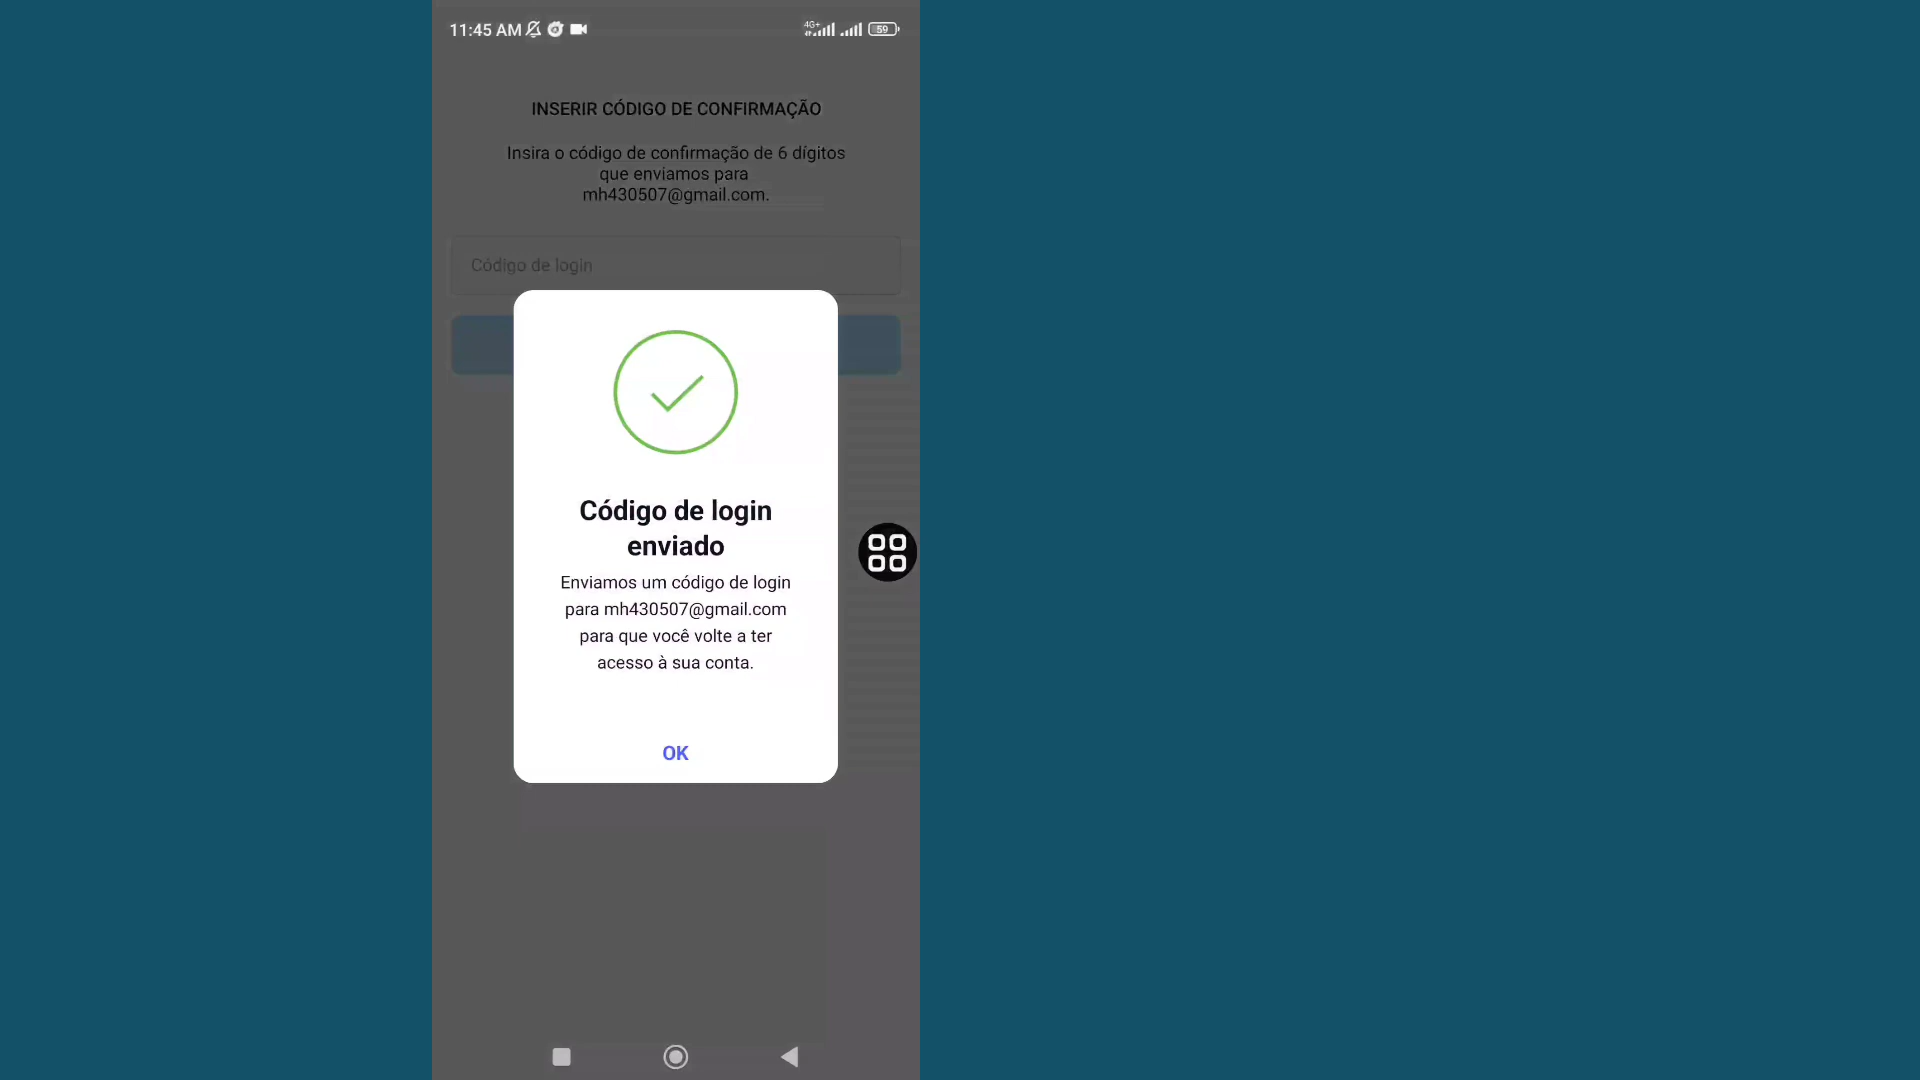 11:45 AM
4G+
59
INSERIR CÓDIGO DE CONFIRMAÇÃO
Insira o código de confirmação de 6 dígitos
que enviamos para
mh430507@gmail.com.
Código de login
Código de login
enviado
Enviamos um código de login
para mh430507@gmail.com
para que você volte a ter
acesso à sua conta.
OK